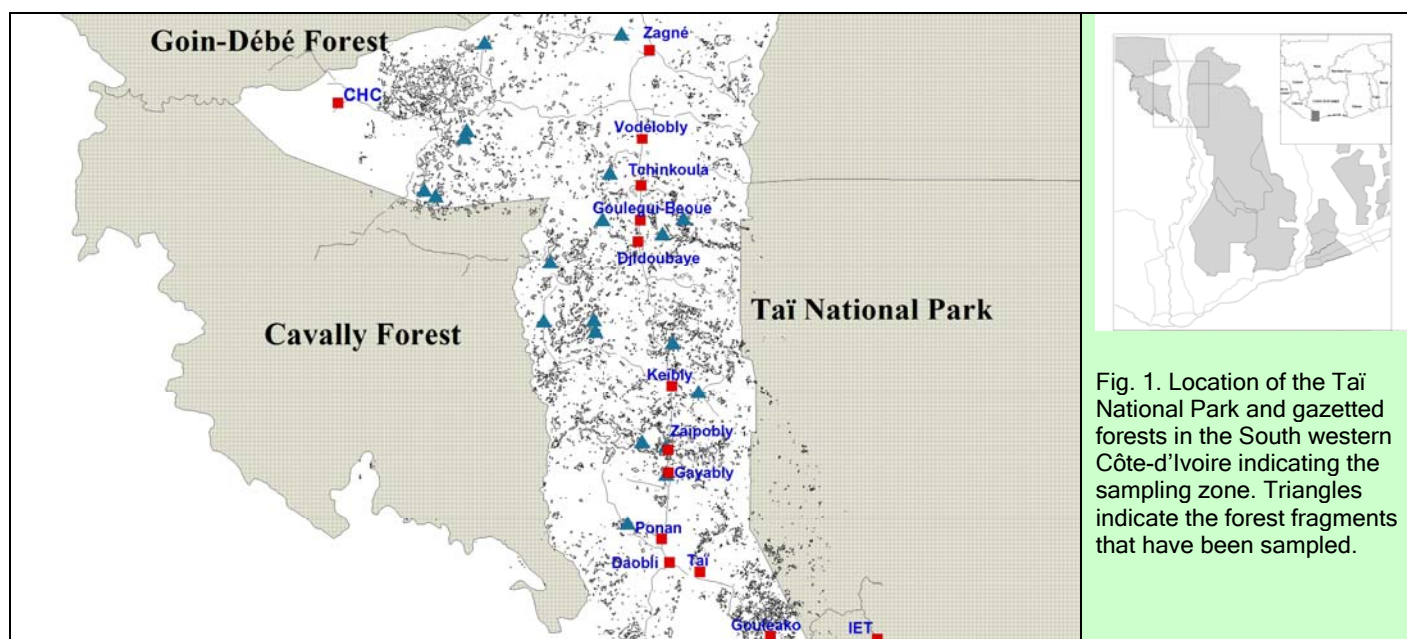 Goin-Débé Forest
Zagné
CHC
Vodélobly
Tchinkoula
Goulegui-Beoue
Djidoubaye
Taï National Park
Cavally Forest
Keibly
Zaïpobly
Gayably
Ponan
Daobli
Taï
Gouleako
IET
Fig. 1. Location of the Taï
National Park and gazetted
forests in the South western
Côte-d’Ivoire indicating the
sampling zone. Triangles
indicate the forest fragments
that have been sampled.